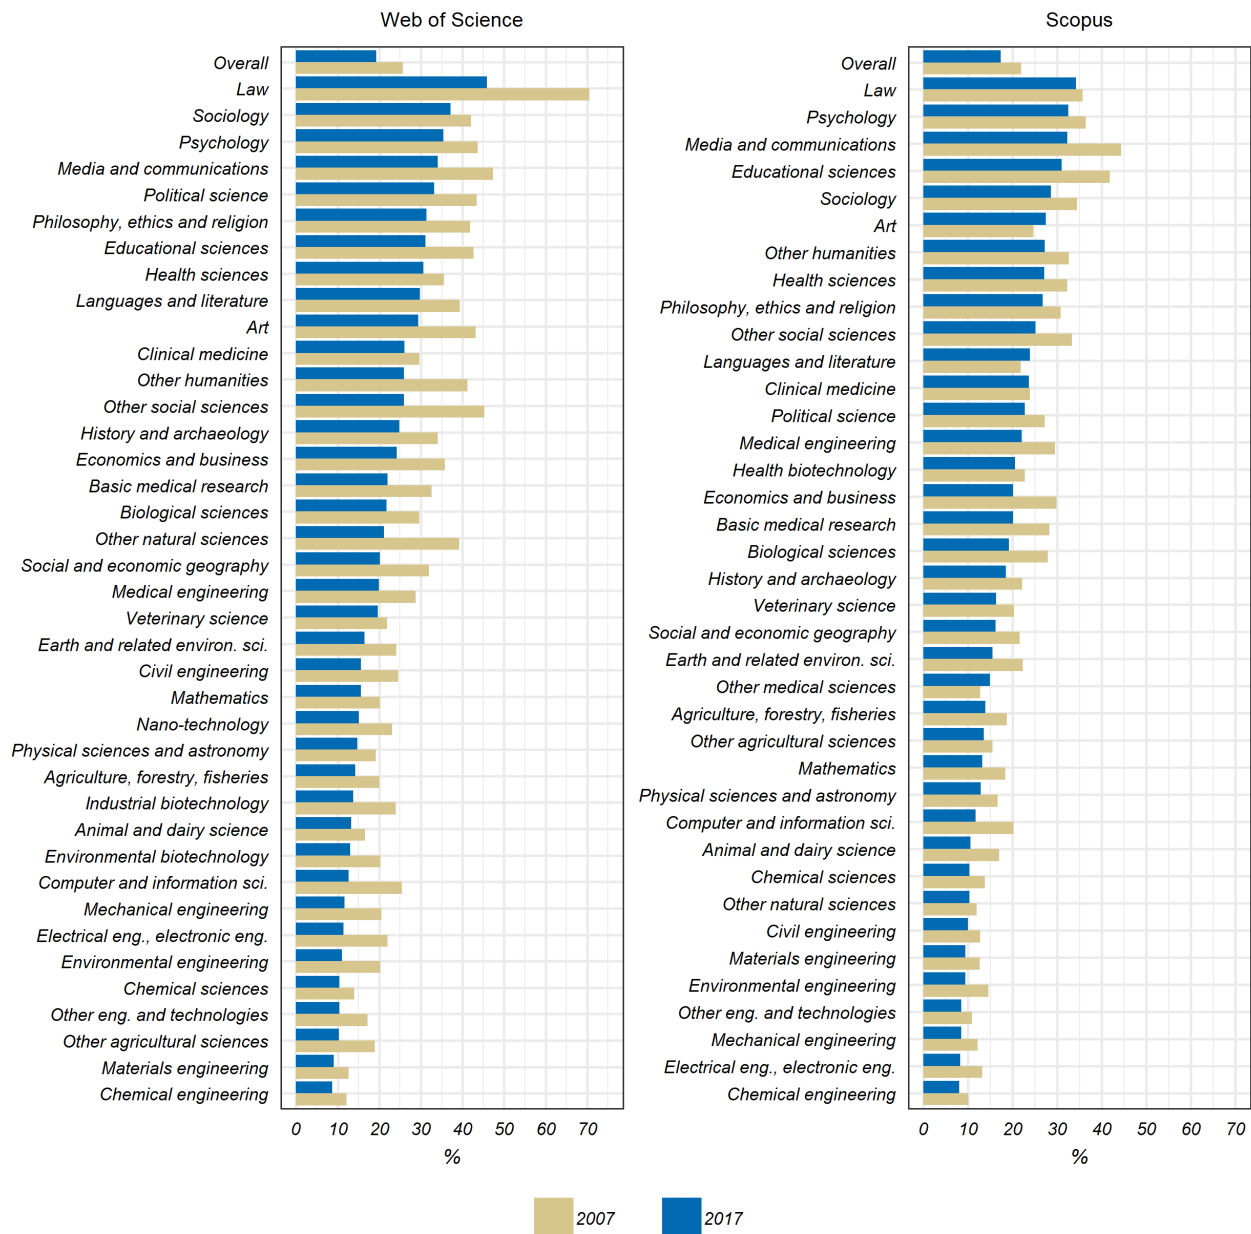 Web of Science
Overall
Law
Sociology
Psychology
Media and communications
Political science
Philosophy, ethics and religion
Educational sciences
Health sciences
Languages and literature
Art
Clinical medicine
Other humanities
Other social sciences
History and archaeology
Economics and business
Basic medical research
Biological sciences
Other natural sciences
Social and economic geography
Medical engineering
Veterinary science
Earth and related environ. sci.
Civil engineering
Mathematics
Nano-technology
Physical sciences and astronomy
Agriculture, forestry, fisheries
Industrial biotechnology
Animal and dairy science
Environmental biotechnology
Computer and information sci.
Mechanical engineering
Electrical eng., electronic eng.
Environmental engineering
Chemical sciences
Other eng. and technologies
Other agricultural sciences
Materials engineering
Chemical engineering
0 10 20 30 40 50 60 70
%
Scopus
Overall
Law
Psychology
Media and communications
Educational sciences
Sociology
Art
Other humanities
Health sciences
Philosophy, ethics and religion
Other social sciences
Languages and literature
Clinical medicine
Political science
Medical engineering
Health biotechnology
Economics and business
Basic medical research
Biological sciences
History and archaeology
Veterinary science
Social and economic geography
Earth and related environ. sci.
Other medical sciences
Agriculture, forestry, fisheries
Other agricultural sciences
Mathematics
Physical sciences and astronomy
Computer and information sci.
Animal and dairy science
Chemical sciences
Other natural sciences
Civil engineering
Materials engineering
Environmental engineering
Other eng. and technologies
Mechanical engineering
Electrical eng., electronic eng.
Chemical engineering
0 10 20 30 40 50 60 70
%
2007 2017